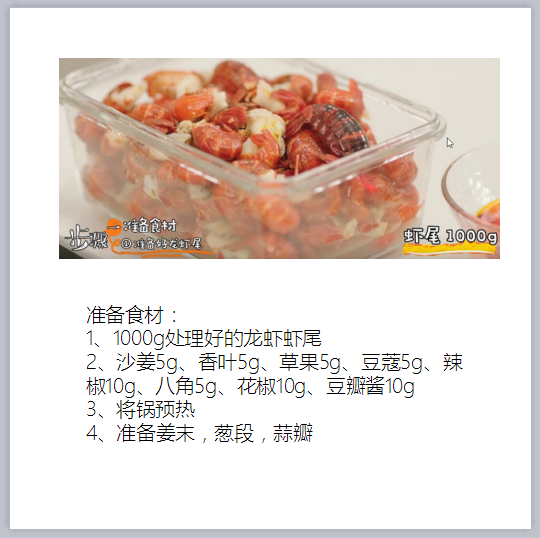 步骤一 准备食材
①准备好龙虾尾
虾尾 1000g
准备食材：
1、1000g处理好的龙虾虾尾
2、沙姜5g、香叶5g、草果5g、豆蔻5g、辣
椒10g、八角5g、花椒10g、豆瓣酱10g
3、将锅预热
4、准备姜末，葱段，蒜瓣